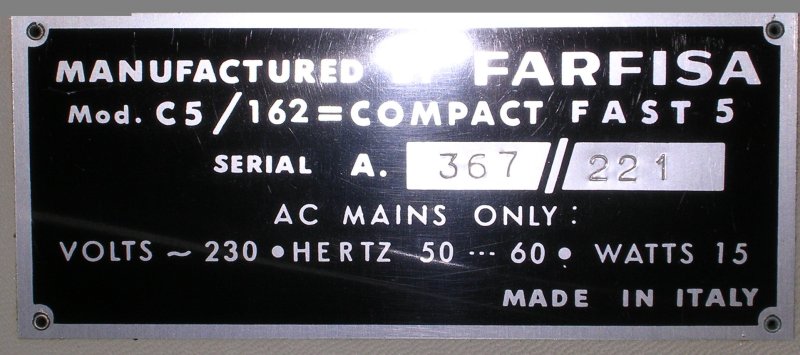 MANUFACTURED BY FARFISA
Mod. C5/162=COMPACT FAST 5
SERIAL A. 367/221
AC MAINS ONLY:
VOLTS ~ 230 • HERTZ 50 ··· 60 • WATTS 15
MADE IN ITALY